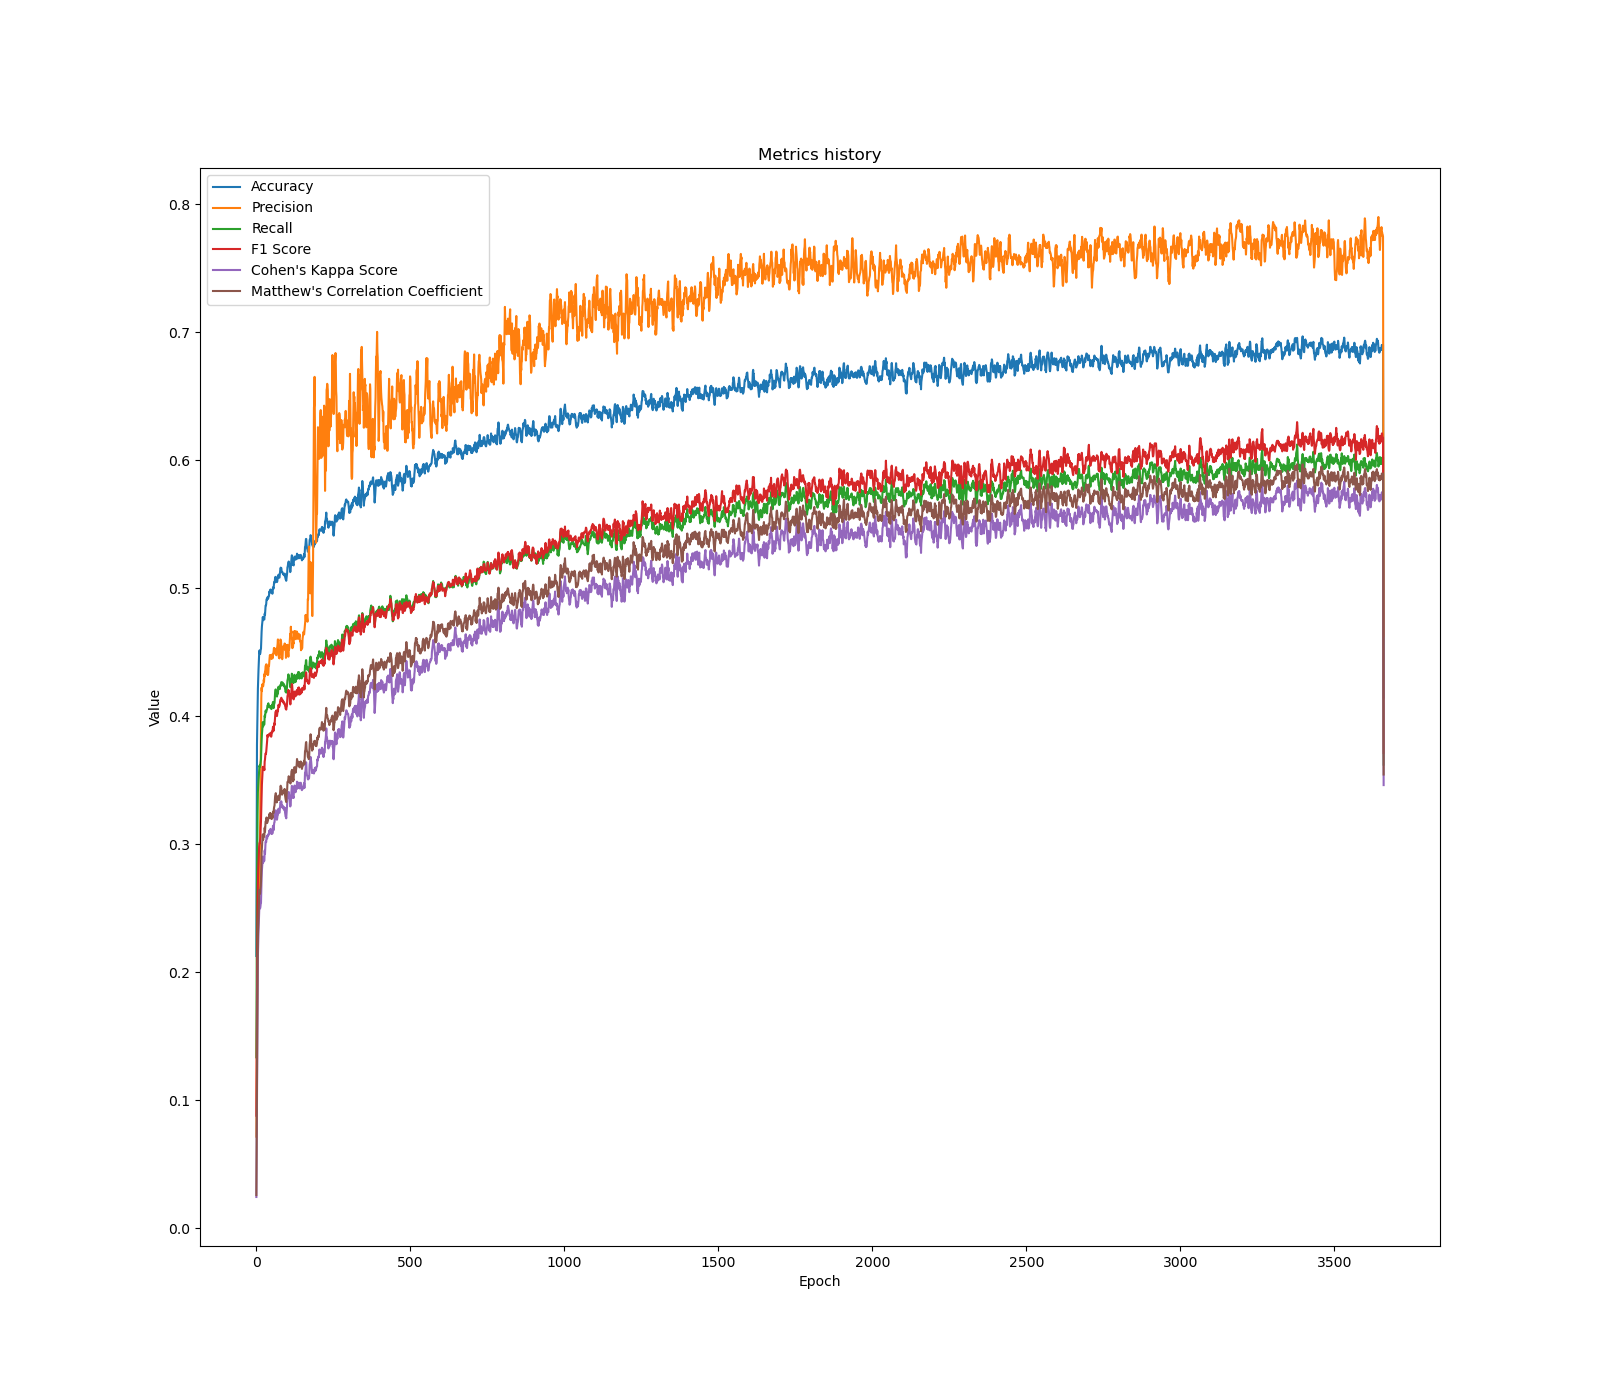 Metrics history
Accuracy
Precision
Recall
F1 Score
Cohen's Kappa Score
Matthew's Correlation Coefficient
0.8
0.7
0.6
0.5
0.4
0.3
0.2
0.1
0.0
Value
0 500 1000 1500 2000 2500 3000 3500
Epoch